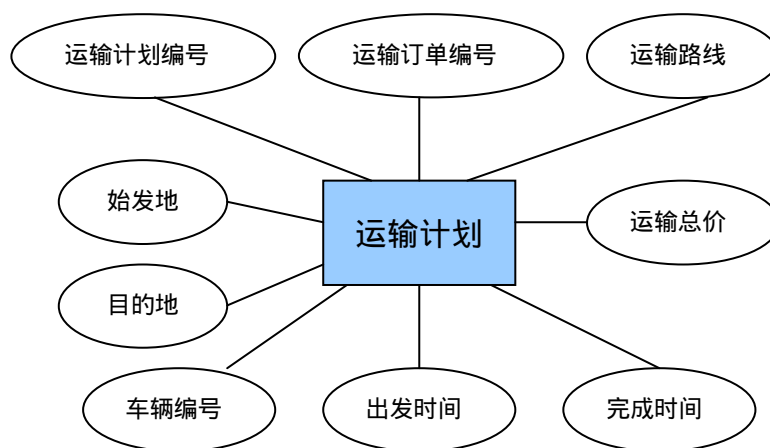 运输计划编号
运输订单编号
运输路线
始发地
运输计划
运输总价
目的地
车辆编号
出发时间
完成时间